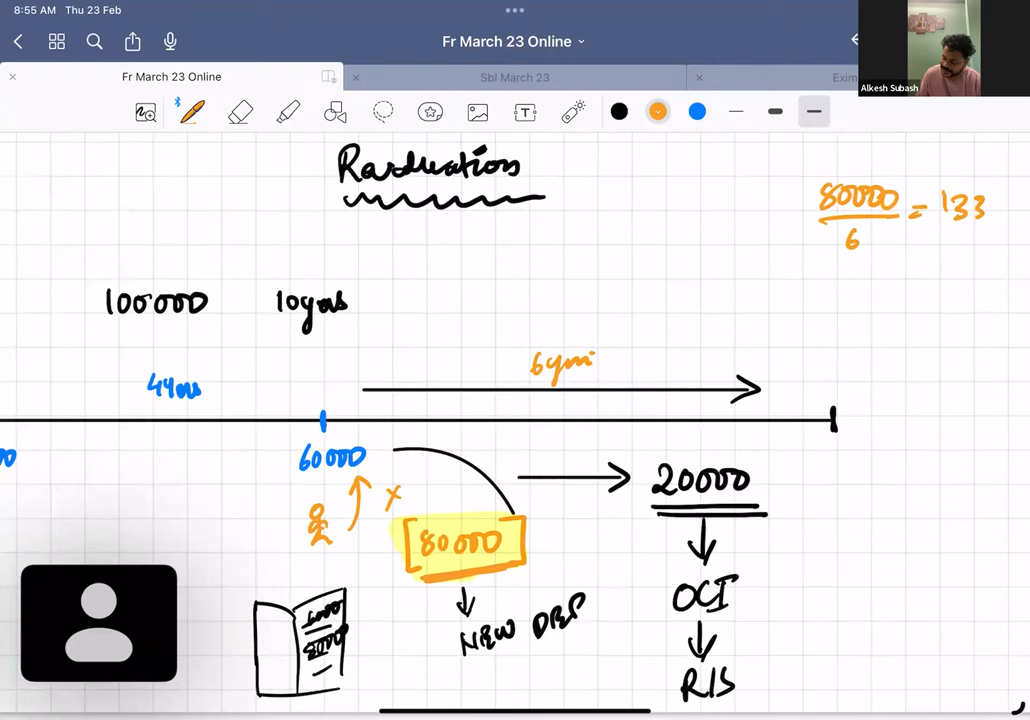 8:55 AM Thu 23 Feb
Fr March 23 Online
Alkesh Subash
Fr March 23 Online
Sbl March 23
Exim
Revaluation
80000
6
= 133
100000 10yrs
4yrs
6yrs
60000
20000
[80000]
OCI
NEW DEP
R/S